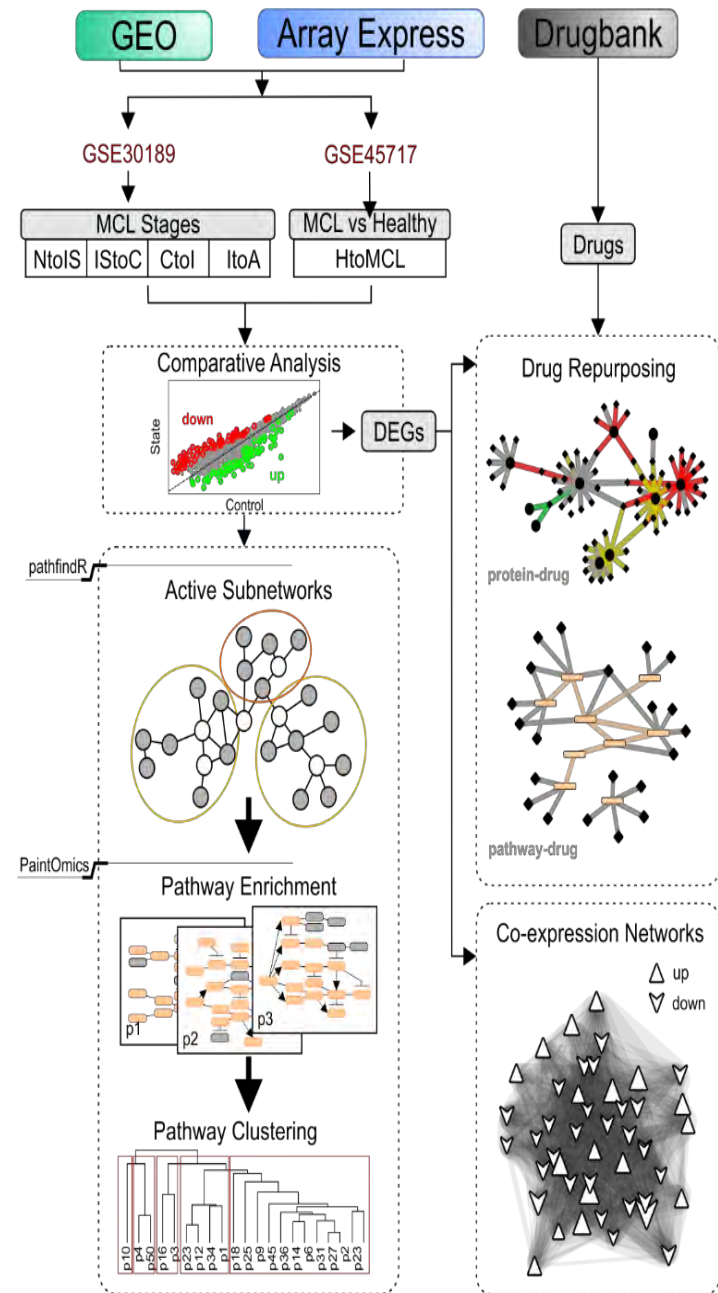 GEO
Array Express
Drugbank
GSE30189
GSE45717
MCL Stages
NtoIS
IStoC
CtoI
ItoA
MCL vs Healthy
HtoMCL
Drugs
Comparative Analysis
State
down
up
Control
DEGs
Drug Repurposing
protein-drug
pathway-drug
pathfindR
Active Subnetworks
PaintOmics
Pathway Enrichment
p1
p2
p3
Pathway Clustering
p10
p4
p50
p16
p3
p23
p12
p34
p1
p18
p25
p9
p45
p36
p14
p6
p31
p27
p2
p23
Co-expression Networks
up
down